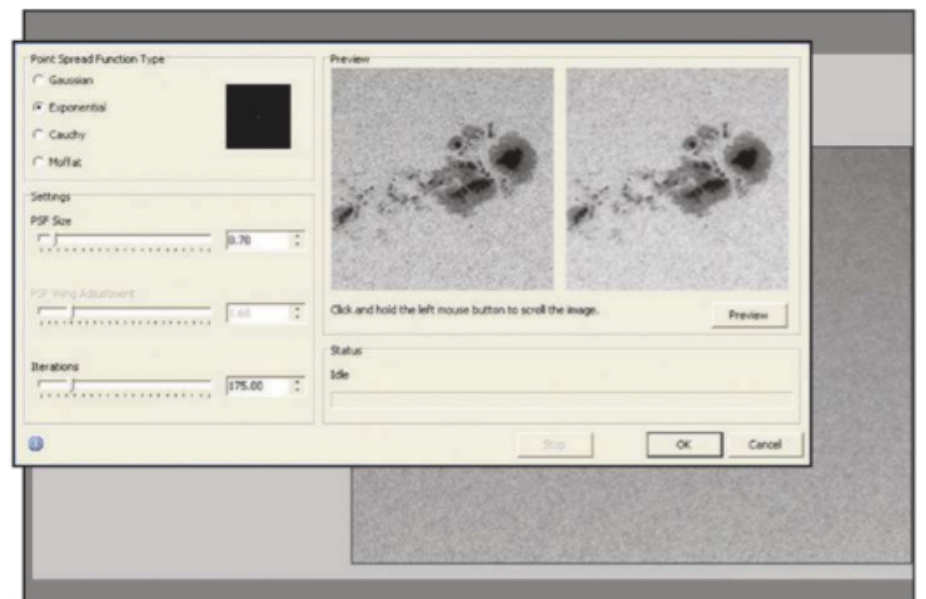 Point Spread Function Type
Gaussian
Exponential
Cauchy
Moffat
Settings
PSF Size
0.70
PSF Wing Adjustment
1.60
Iterations
175.00
Preview
Click and hold the left mouse button to scroll the image.
Preview
Status
Idle
Stop
OK
Cancel